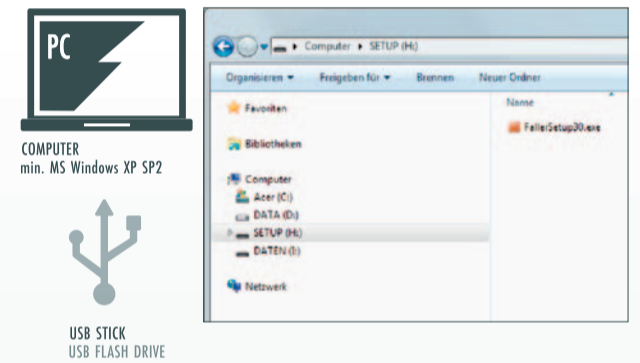 PC
COMPUTER
min. MS Windows XP SP2
USB STICK
USB FLASH DRIVE
Computer SETUP (H:)
Organisieren Freigeben für Brennen Neuer Ordner
Favoriten
Bibliotheken
Computer
Acer (C:)
DATA (D:)
SETUP (H:)
DATEN (I:)
Netzwerk
Name
FallerSetup30.exe